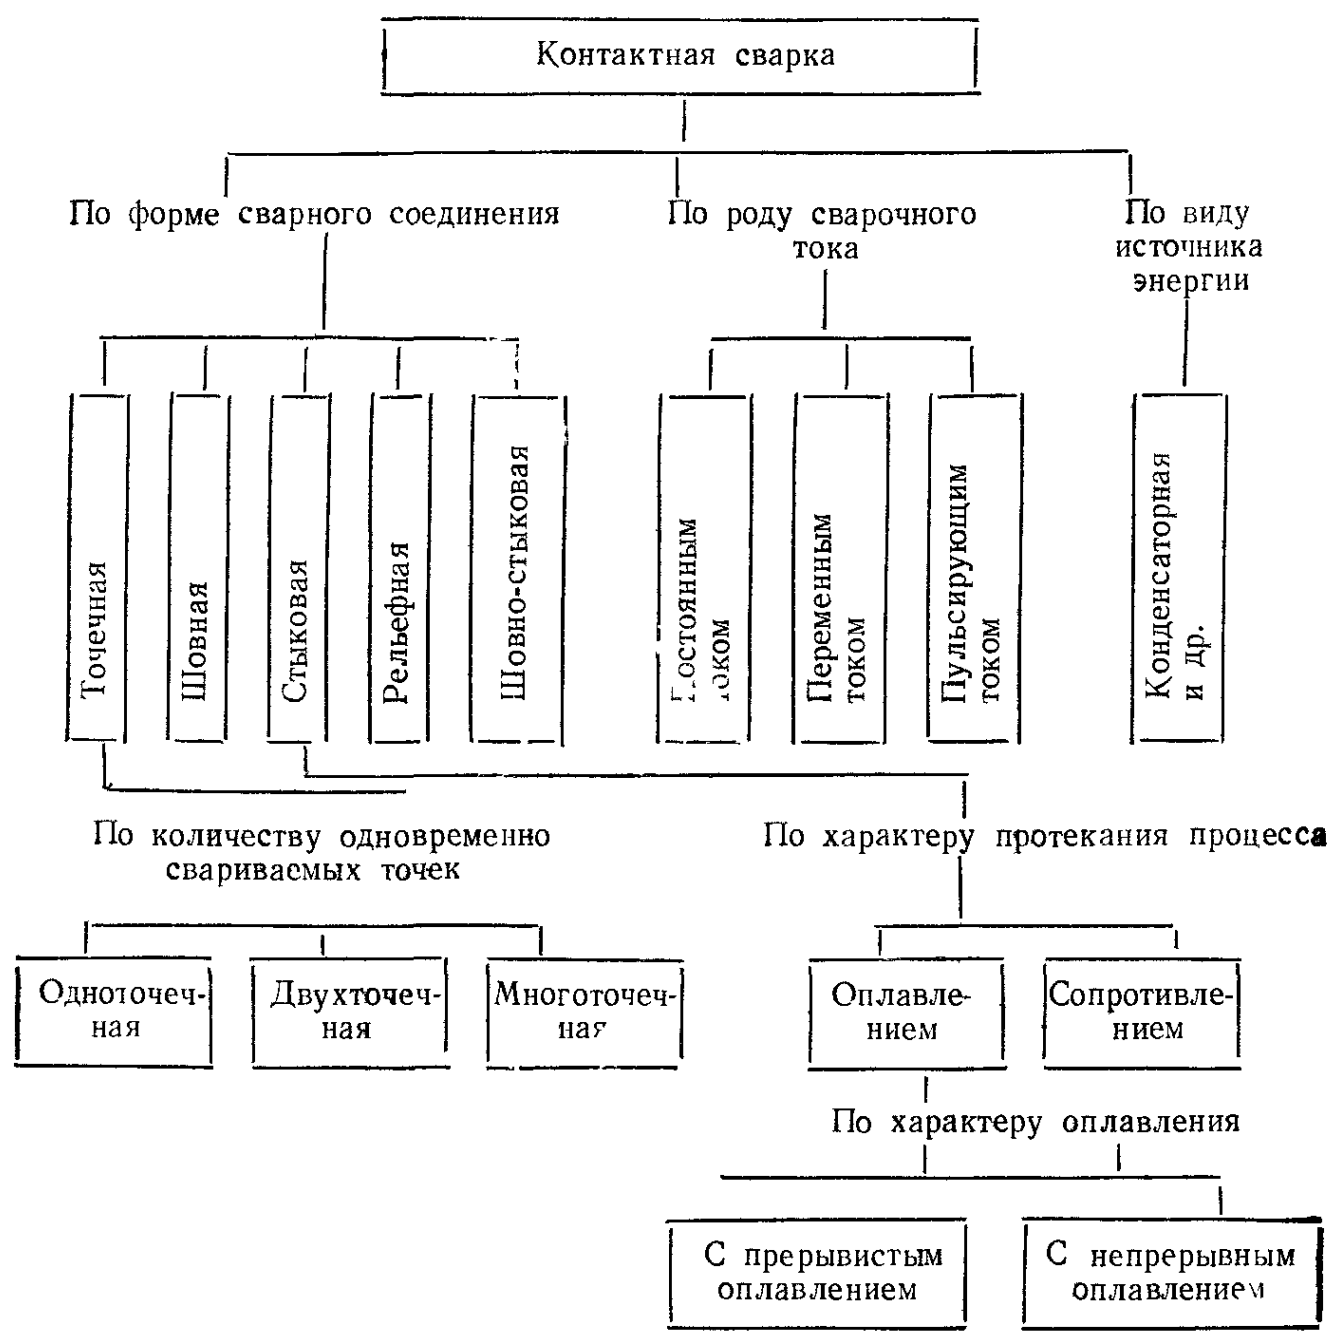 Контактная сварка
По форме сварного соединения
По роду сварочного
тока
По виду
источника
энергии
Точечная
Шовная
Стыковая
Рельефная
Шовно-стыковая
Постоянным
током
Переменным
током
Пульсирующим
током
Конденсаторная
и др.
По количеству одновременно
свариваемых точек
По характеру протекания процесса
Одноточеч-
ная
Двухточеч-
ная
Многоточеч-
ная
Оплавле-
нием
Сопротивле-
нием
По характеру оплавления
С прерывистым
оплавлением
С непрерывным
оплавлением